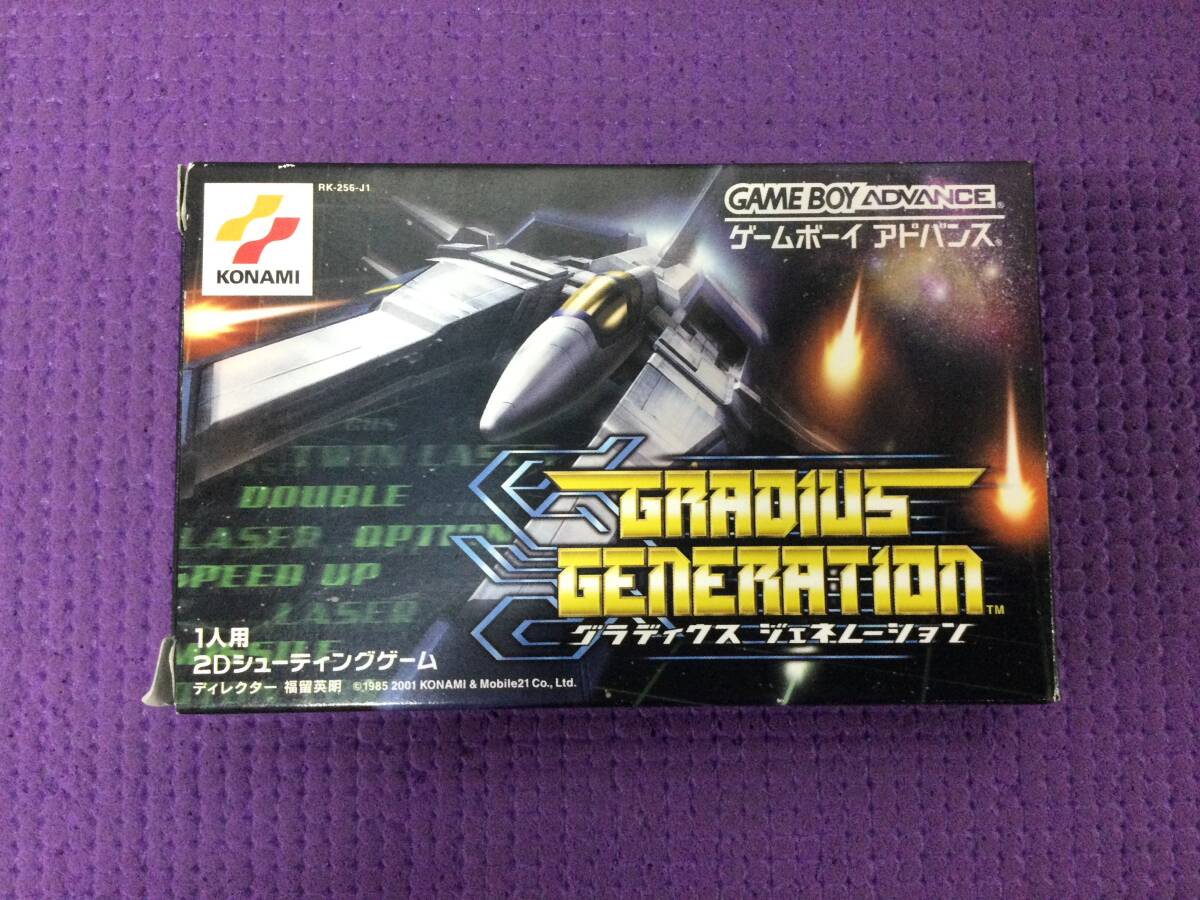 RK-256-J1
KONAMI
GAME BOY ADVANCE
ゲームボーイ アドバンス
TWIN LAS
DOUBLE
LASER OPTION
SPEED UP
LASER
GRADIUS
GENERATION™
グラディウス ジェネレーション
1人用
2Dシューティングゲーム
ディレクター 福留英明 ©1985 2001 KONAMI & Mobile21 Co., Ltd.